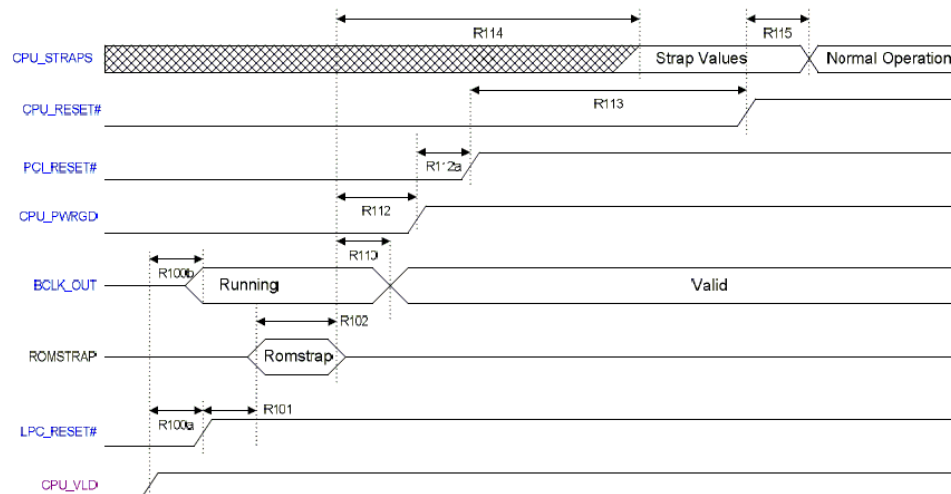 R114
R115
CPU_STRAPS
Strap Values
Normal Operation
CPU_RESET#
R113
PCI_RESET#
R112a
CPU_PWRGD
R112
R110
R100b
BCLK_OUT
Running
Valid
R102
ROMSTRAP
Romstrap
R101
R100a
LPC_RESET#
CPU_VLD